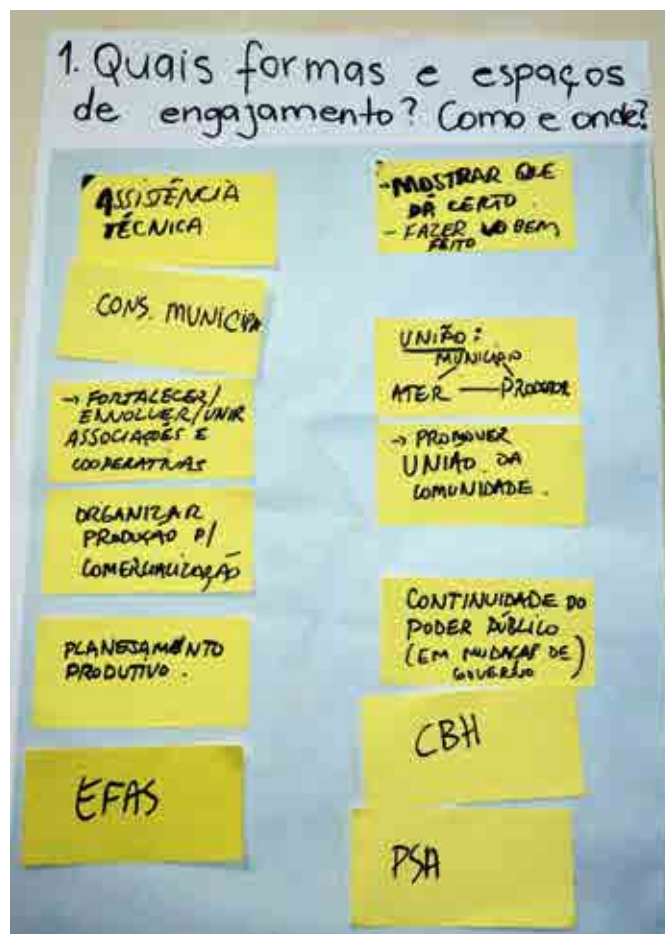 1. Quais formas e espaços
de engajamento? Como e onde?
ASSISTÊNCIA
TÉCNICA
CONS. MUNICIPA
→ FORTALECER/
ENVOLVER/UNIR
ASSOCIAÇÕES E
COOPERATIVAS
ORGANIZAR
PRODUÇÃO P/
COMERCIALIZAÇÃO
PLANEJAMENTO
PRODUTIVO.
EFAS
- MOSTRAR QUE
DÁ CERTO.
- FAZER BEM
FEITO
UNIÃO:
MUNICÍPIO
ATER — PRODUTOR
→ PROMOVER
UNIÃO DA
COMUNIDADE.
CONTINUIDADE DO
PODER PÚBLICO
(EM MUDAÇAS DE)
GOVERNO
CBH
PSA